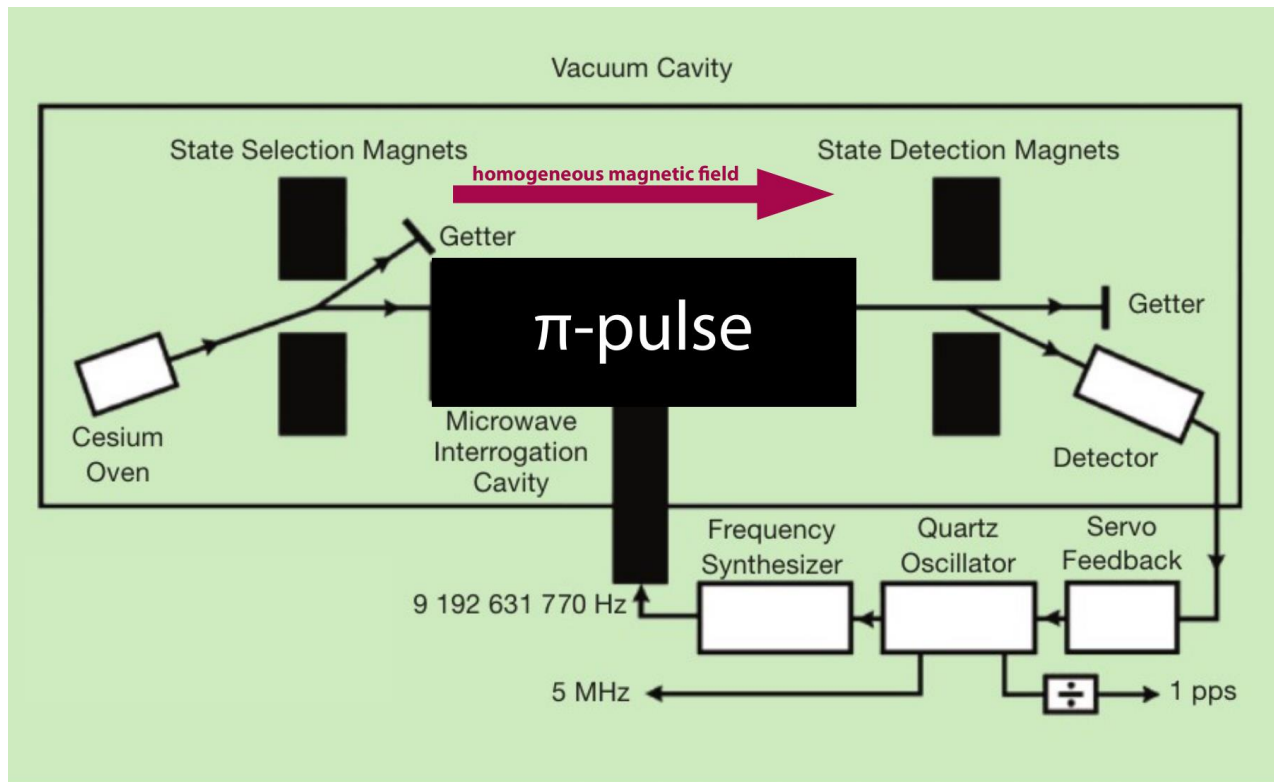 Vacuum Cavity
State Selection Magnets
State Detection Magnets
homogeneous magnetic field
Getter
Getter
π-pulse
Cesium
Oven
Microwave
Interrogation
Cavity
Detector
Frequency
Synthesizer
Quartz
Oscillator
Servo
Feedback
9 192 631 770 Hz
5 MHz
÷
1 pps